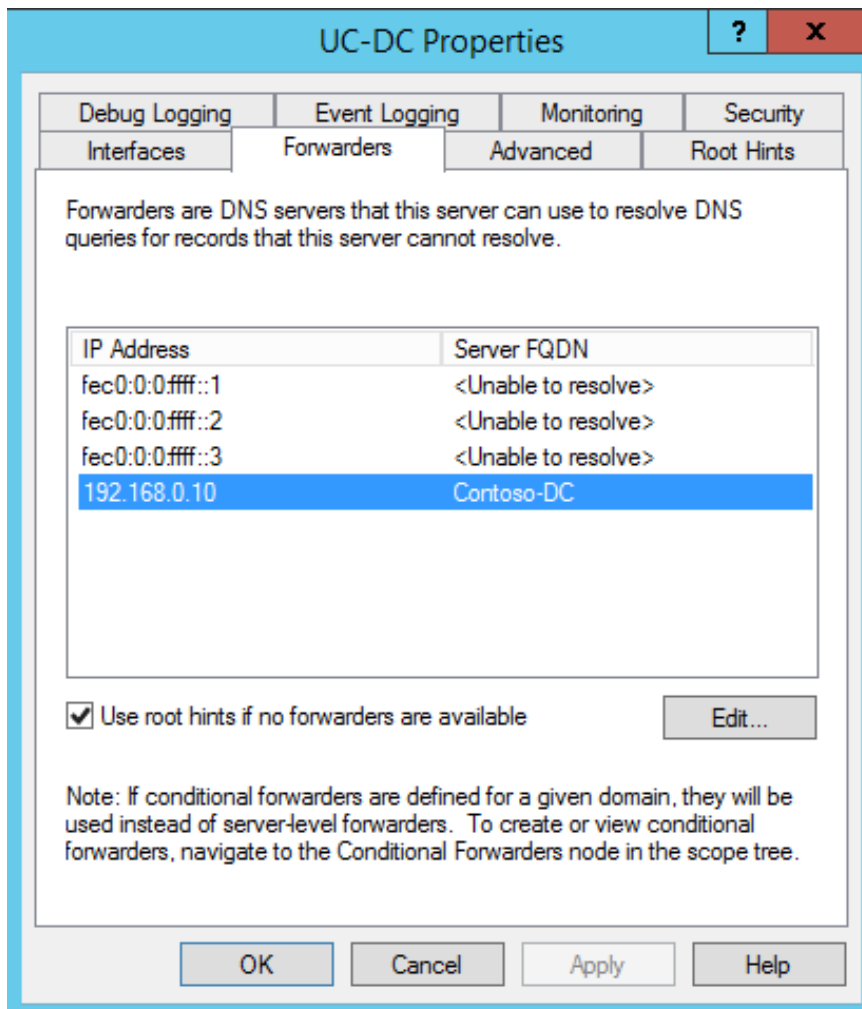 UC-DC Properties
?
x
Debug Logging
Event Logging
Monitoring
Security
Interfaces
Forwarders
Advanced
Root Hints
Forwarders are DNS servers that this server can use to resolve DNS
queries for records that this server cannot resolve.
IP Address
Server FQDN
fec0:0:0:ffff::1
<Unable to resolve>
fec0:0:0:ffff::2
<Unable to resolve>
fec0:0:0:ffff::3
<Unable to resolve>
192.168.0.10
Contoso-DC
Use root hints if no forwarders are available
Edit...
Note: If conditional forwarders are defined for a given domain, they will be
used instead of server-level forwarders. To create or view conditional
forwarders, navigate to the Conditional Forwarders node in the scope tree.
OK
Cancel
Apply
Help